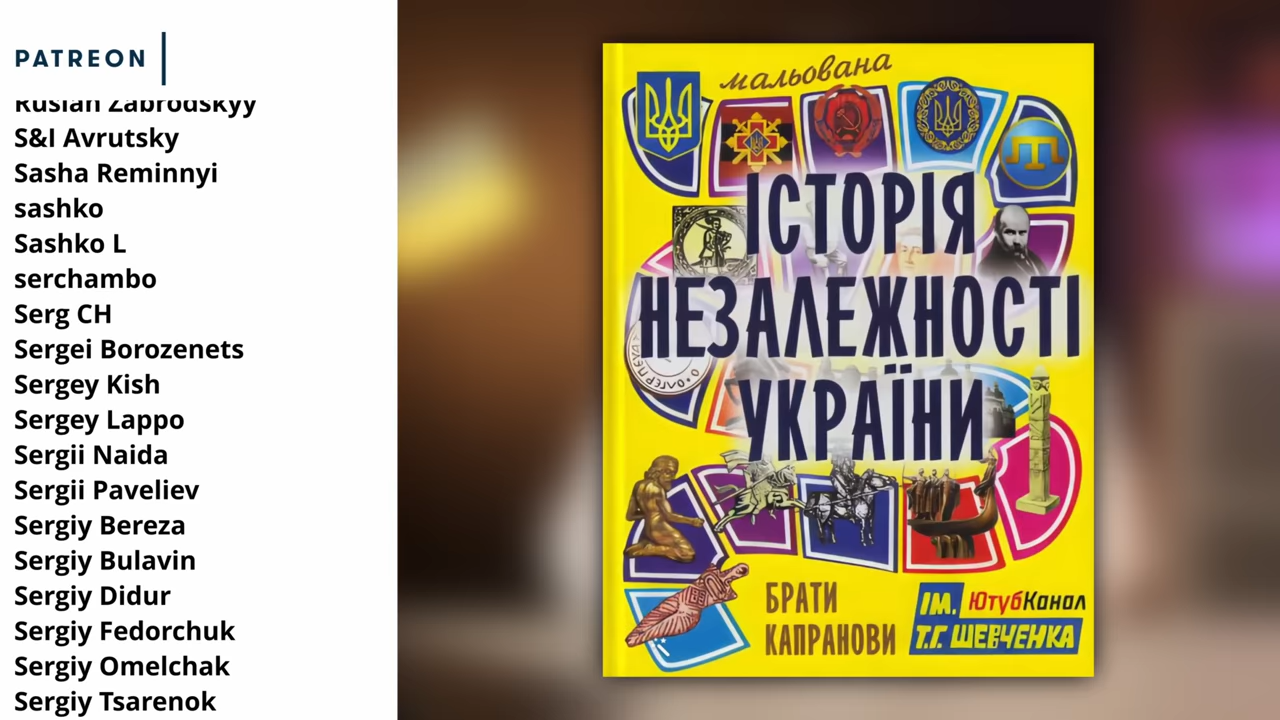 PATREON
Ruslan Zabrodskyy
S&I Avrutsky
Sasha Reminnyi
sashko
Sashko L
serchambo
Serg CH
Sergei Borozenets
Sergey Kish
Sergey Lappo
Sergii Naida
Sergii Paveliev
Sergiy Bereza
Sergiy Bulavin
Sergiy Didur
Sergiy Fedorchuk
Sergiy Omelchak
Sergiy Tsarenok
мальована
ІСТОРІЯ
НЕЗАЛЕЖНОСТІ
УКРАЇНИ
БРАТИ
КАПРАНОВИ
ІМ. ЮтубКанал
Т.Г. ШЕВЧЕНКА